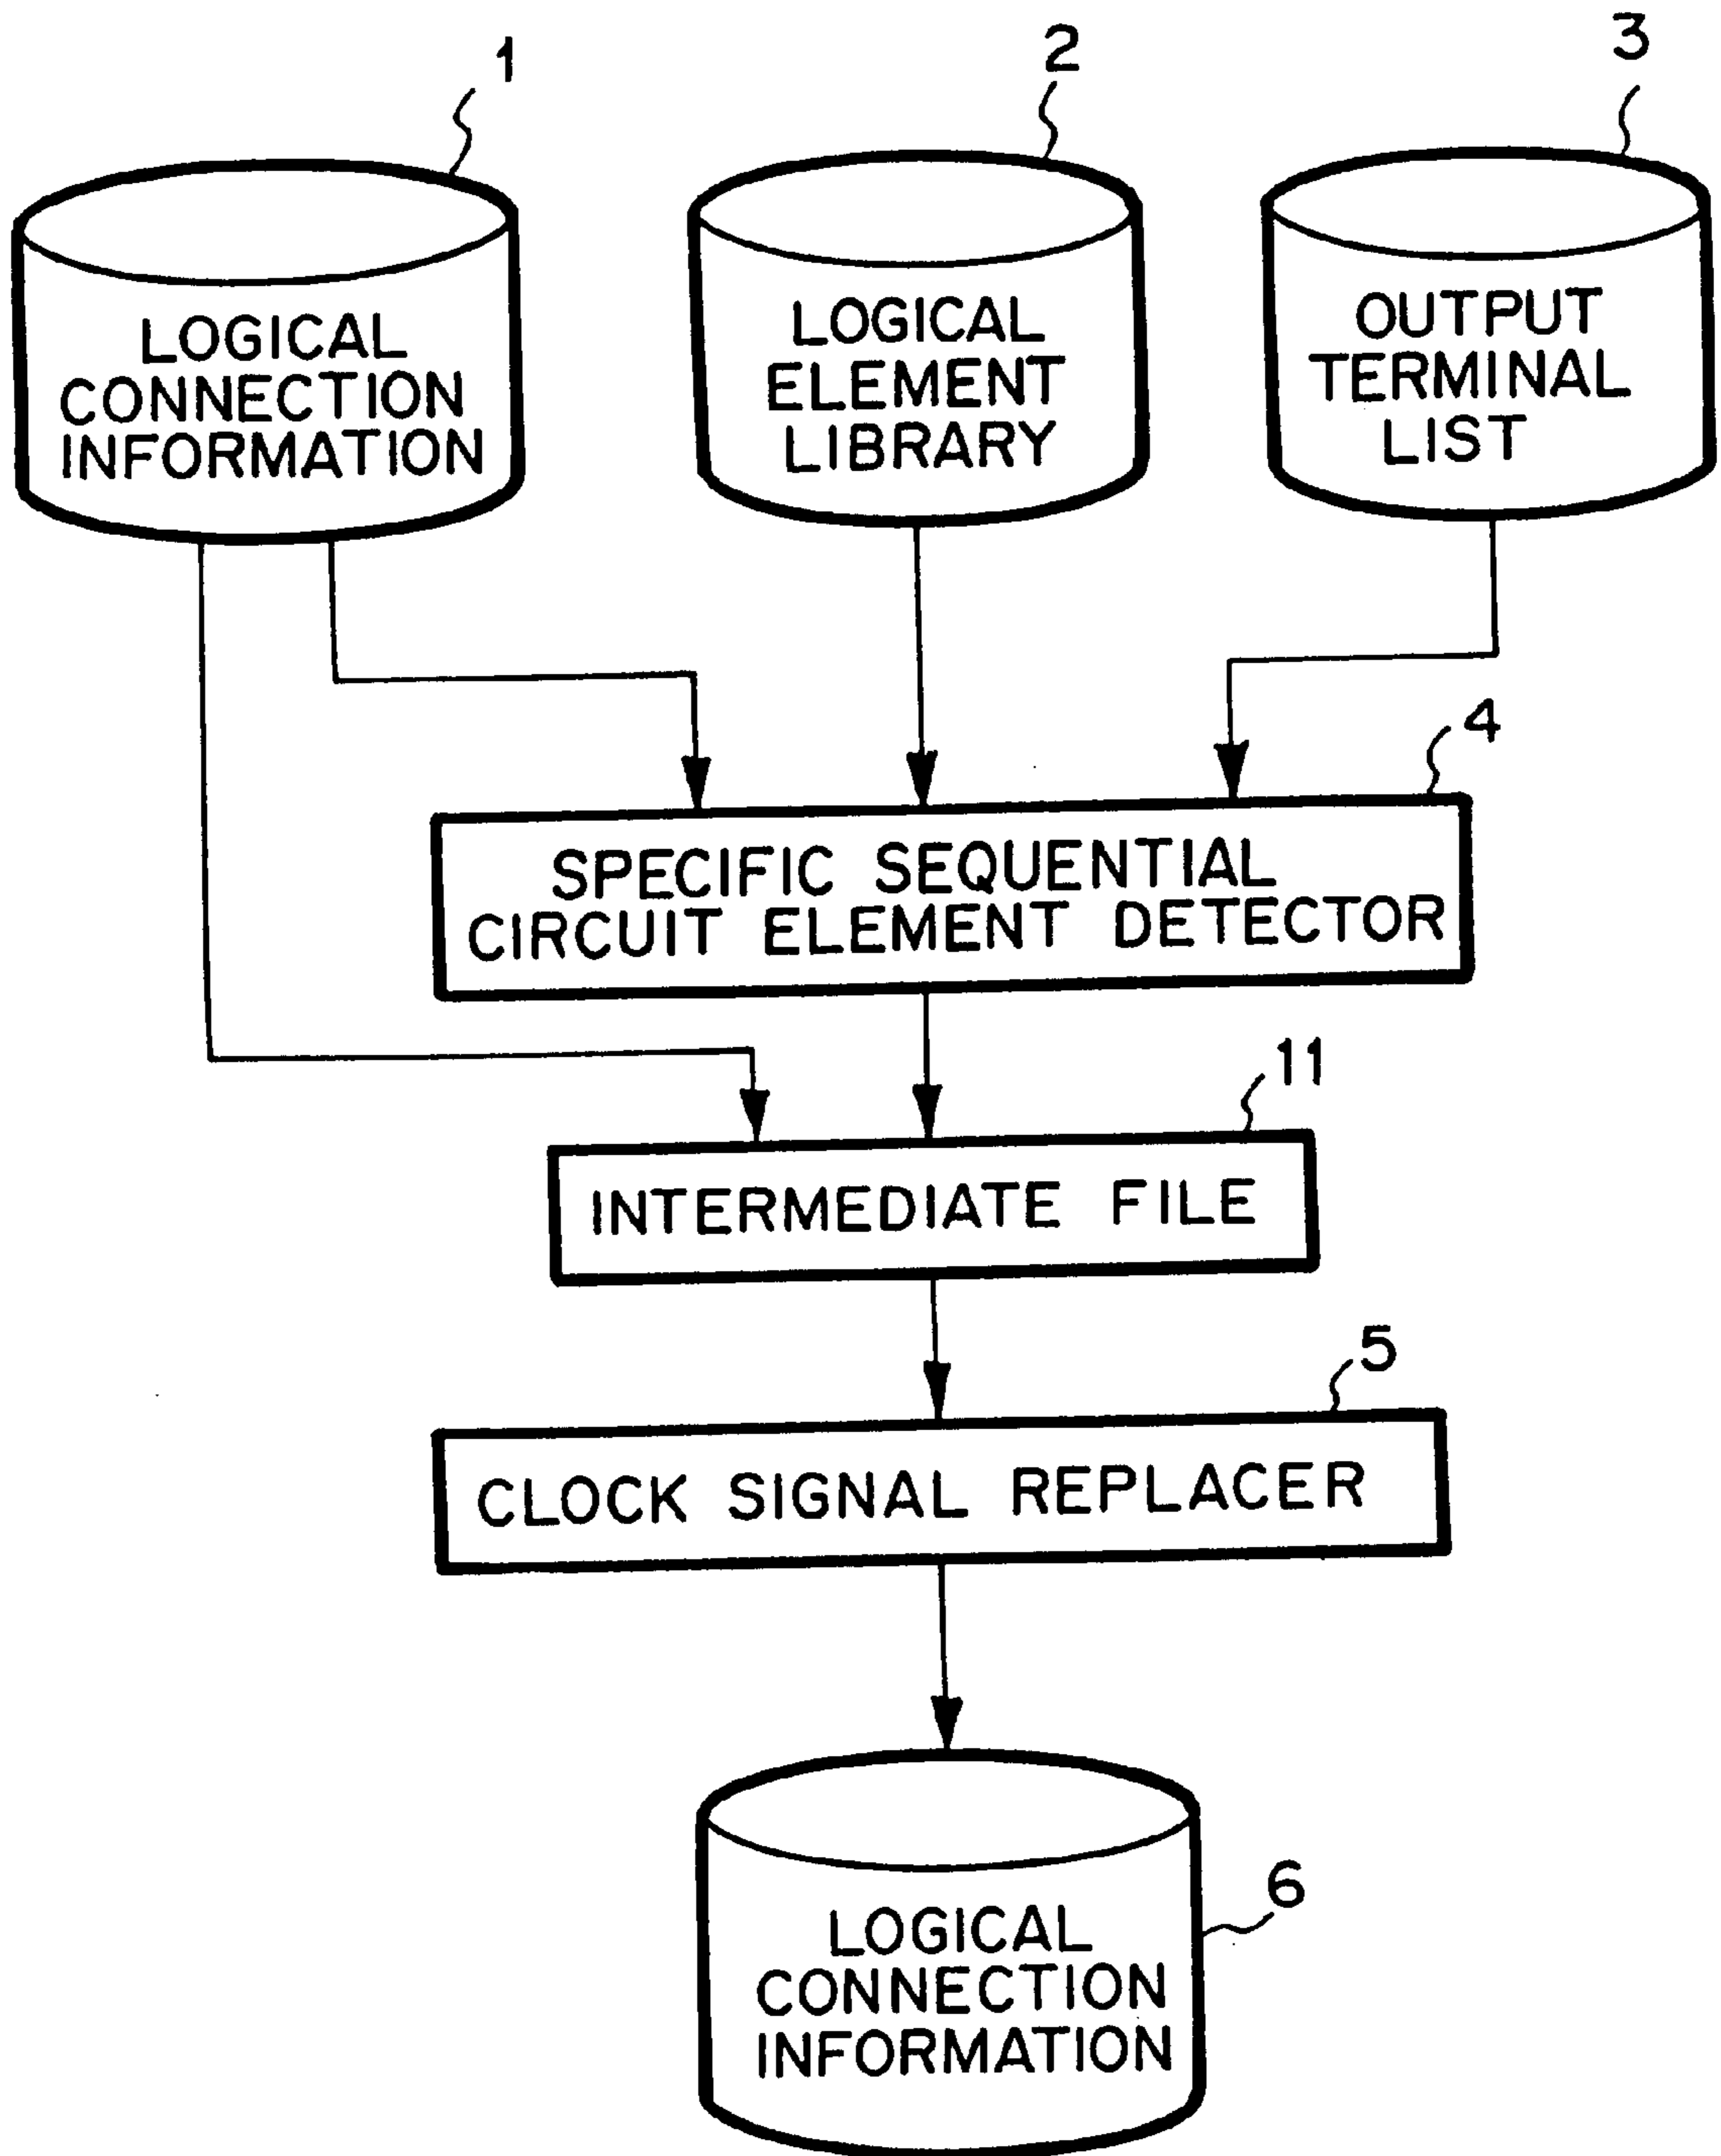 1
2
3
LOGICAL
CONNECTION
INFORMATION
LOGICAL
ELEMENT
LIBRARY
OUTPUT
TERMINAL
LIST
4
SPECIFIC SEQUENTIAL
CIRCUIT ELEMENT DETECTOR
11
INTERMEDIATE FILE
5
CLOCK SIGNAL REPLACER
6
LOGICAL
CONNECTION
INFORMATION